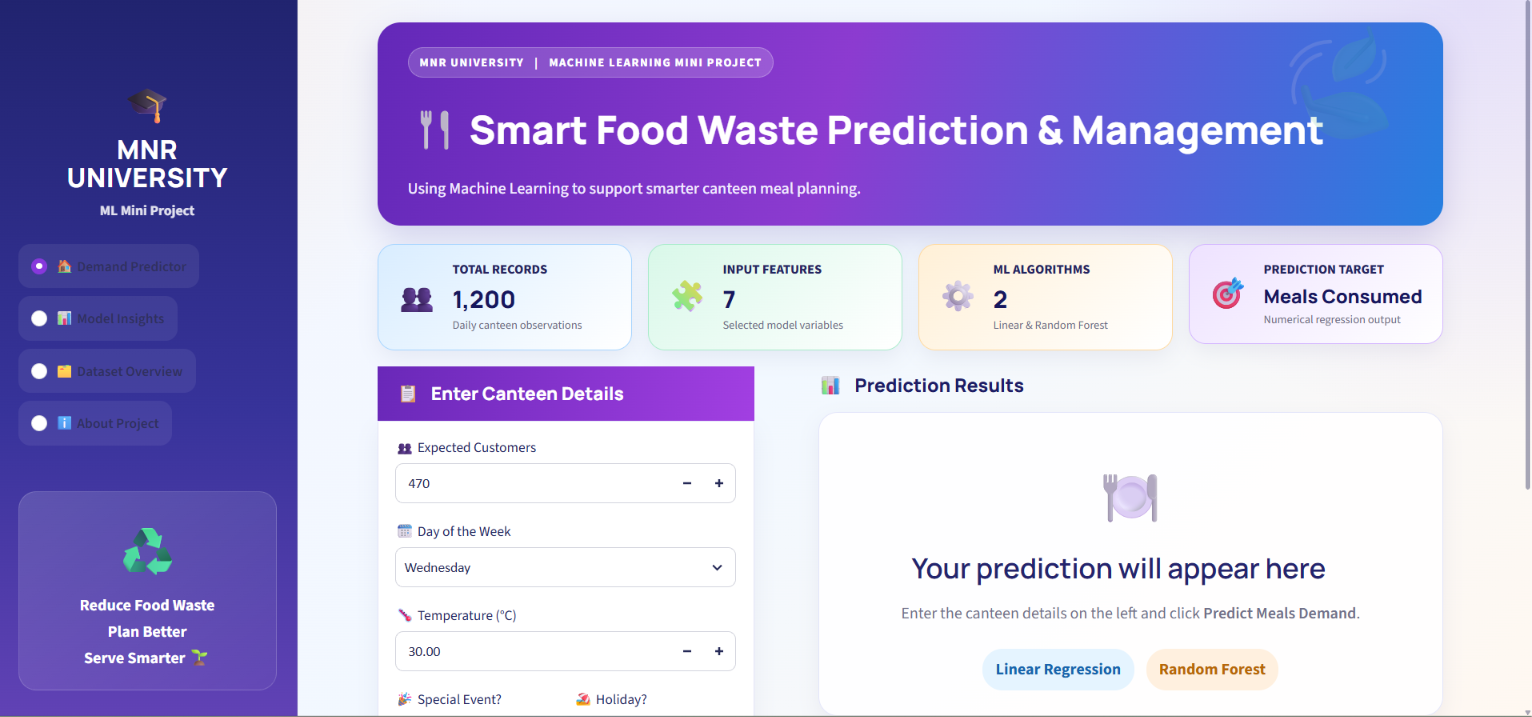 MNR
UNIVERSITY
ML Mini Project
Demand Predictor
Model Insights
Dataset Overview
About Project
Reduce Food Waste
Plan Better
Serve Smarter
MNR UNIVERSITY | MACHINE LEARNING MINI PROJECT
Smart Food Waste Prediction & Management
Using Machine Learning to support smarter canteen meal planning.
TOTAL RECORDS
1,200
Daily canteen observations
INPUT FEATURES
7
Selected model variables
ML ALGORITHMS
2
Linear & Random Forest
PREDICTION TARGET
Meals Consumed
Numerical regression output
Enter Canteen Details
Expected Customers
470
Day of the Week
Wednesday
Temperature (°C)
30.00
Special Event?
Holiday?
Prediction Results
Your prediction will appear here
Enter the canteen details on the left and click Predict Meals Demand.
Linear Regression
Random Forest